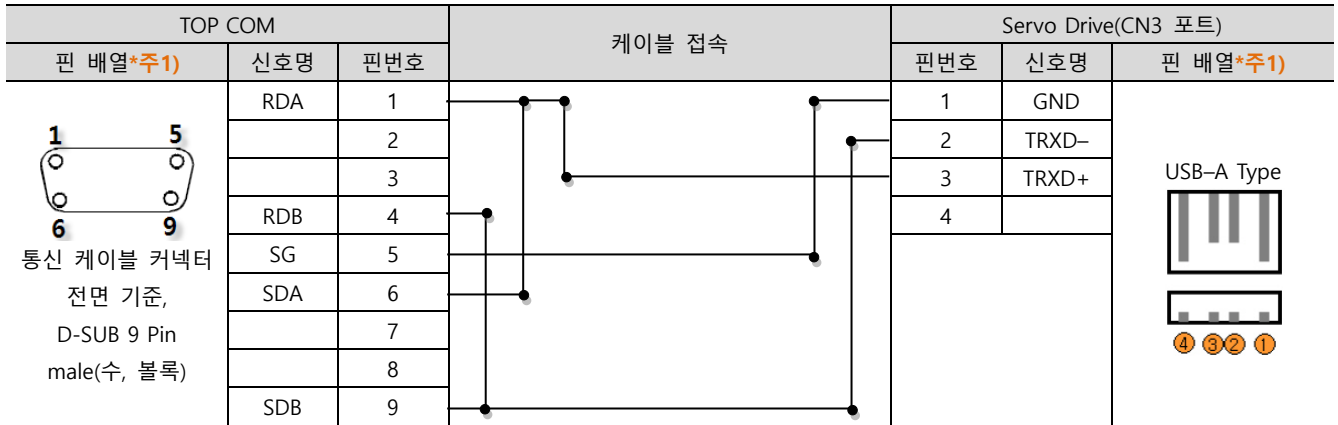 TOP COM 케이블 접속 Servo Drive(CN3 포트)
핀 배열*주1) 신호명 핀번호 핀번호 신호명 핀 배열*주1)
RDA 1 1 GND
2 2 TRXD–
3 3 TRXD+
RDB 4 4
SG 5
SDA 6
7
8
SDB 9
1 5
6 9
통신 케이블 커넥터
전면 기준,
D-SUB 9 Pin
male(수, 볼록)
USB–A Type
④ ③ ② ①